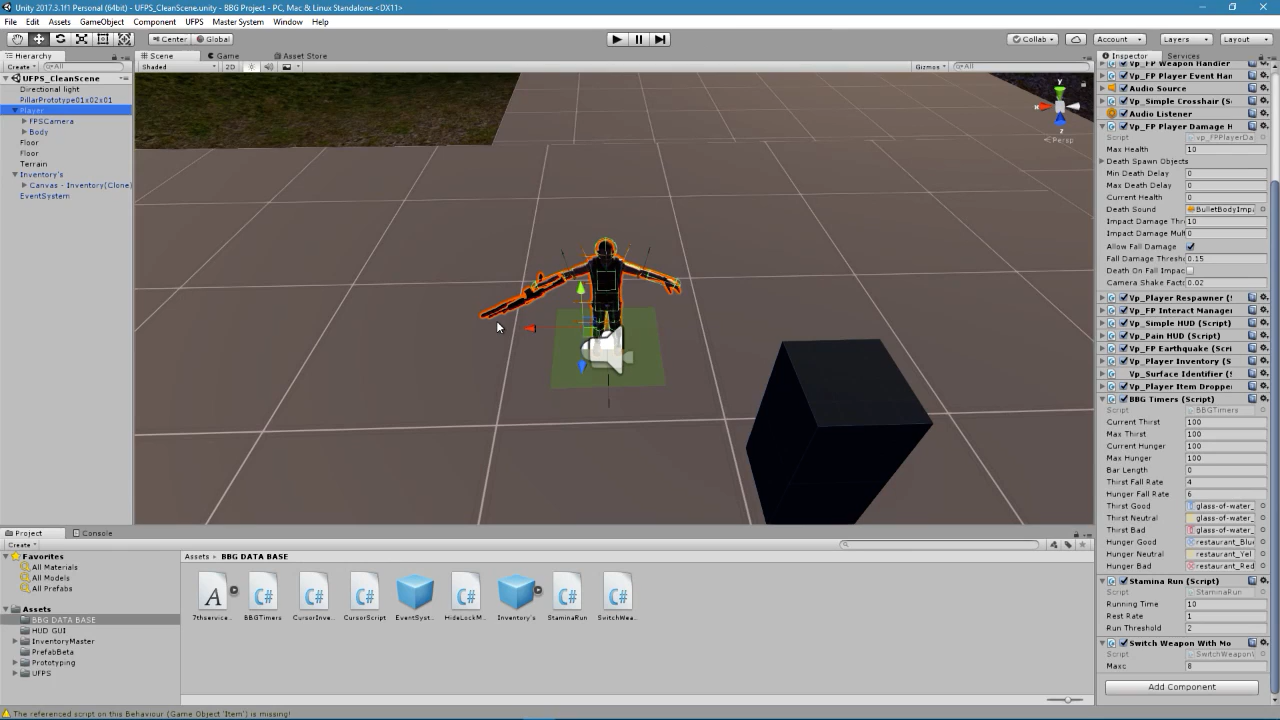 Unity 2017.3.1f1 Personal (64bit) - UFPS_CleanScene.unity - BBG Project - PC, Mac & Linux Standalone <DX11>
File Edit Assets GameObject Component UFPS Master System Window Help
Center Global Collab Account Layers Layout
Hierarchy
Create All
UFPS_CleanScene
Directional light
PillarPrototype01x02x01
Player
FPSCamera
Body
Floor
Floor
Terrain
Inventory's
Canvas - Inventory(Clone)
EventSystem
Scene Game Asset Store
Shaded 2D Gizmos All
y
x
z
Persp
Inspector Services
Vp_FP Weapon Handler
Vp_FP Player Event Han
Audio Source
Vp_Simple Crosshair (S
Audio Listener
Vp_FP Player Damage H
Script vp_FPPlayerDa
Max Health 10
Death Spawn Objects
Min Death Delay 0
Max Death Delay 0
Current Health 0
Death Sound BulletBodyImpa
Impact Damage Thr 10
Impact Damage Mul 0
Allow Fall Damage
Fall Damage Thresh 0.15
Death On Fall Impac
Camera Shake Fact 0.02
Vp_Player Respawner (
Vp_FP Interact Manager
Vp_Simple HUD (Script)
Vp_Pain HUD (Script)
Vp_FP Earthquake (Scri
Vp_Player Inventory (S
Vp_Surface Identifier (
Vp_Player Item Droppe
BBG Timers (Script)
Script BBGTimers
Current Thirst 100
Max Thirst 100
Current Hunger 100
Max Hunger 100
Bar Length 0
Thirst Fall Rate 4
Hunger Fall Rate 6
Thirst Good glass-of-water_
Thirst Neutral glass-of-water_
Thirst Bad glass-of-water_
Hunger Good restaurant_Blu
Hunger Neutral restaurant_Yel
Hunger Bad restaurant_Red
Stamina Run (Script)
Script StaminaRun
Running Time 10
Rest Rate 1
Run Threshold 2
Switch Weapon With Mo
Script SwitchWeapon
Maxc 8
Add Component
Project Console
Create
Favorites
All Materials
All Models
All Prefabs
Assets
BBG DATA BASE
HUD GUI
InventoryMaster
PrefabBeta
Prototyping
UFPS
Assets BBG DATA BASE
7thservice... BBGTimers CursorInve... CursorScript EventSyst... HideLockM... Inventory's StaminaRun SwitchWea...
The referenced script on this Behaviour (Game Object 'Item') is missing!